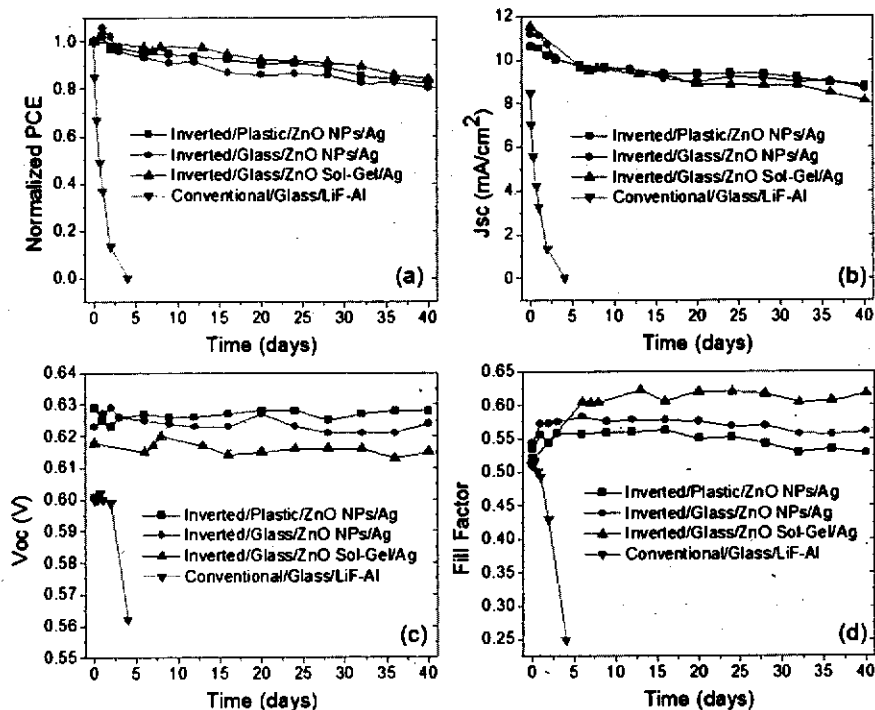 1.0
0.8
0.6
0.4
0.2
0.0
Normalized PCE
Inverted/Plastic/ZnO NPs/Ag
Inverted/Glass/ZnO NPs/Ag
Inverted/Glass/ZnO Sol-Gel/Ag
Conventional/Glass/LiF-Al
(a)
0 5 10 15 20 25 30 35 40
Time (days)
12
10
8
6
4
2
0
Jsc (mA/cm²)
Inverted/Plastic/ZnO NPs/Ag
Inverted/Glass/ZnO NPs/Ag
Inverted/Glass/ZnO Sol-Gel/Ag
Conventional/Glass/LiF-Al
(b)
0 5 10 15 20 25 30 35 40
Time (days)
0.64
0.63
0.62
0.61
0.60
0.59
0.58
0.57
0.56
0.55
Voc (V)
Inverted/Plastic/ZnO NPs/Ag
Inverted/Glass/ZnO NPs/Ag
Inverted/Glass/ZnO Sol-Gel/Ag
Conventional/Glass/LiF-Al
(c)
0 5 10 15 20 25 30 35 40
Time (days)
0.65
0.60
0.55
0.50
0.45
0.40
0.35
0.30
0.25
Fill Factor
Inverted/Plastic/ZnO NPs/Ag
Inverted/Glass/ZnO NPs/Ag
Inverted/Glass/ZnO Sol-Gel/Ag
Conventional/Glass/LiF-Al
(d)
0 5 10 15 20 25 30 35 40
Time (days)